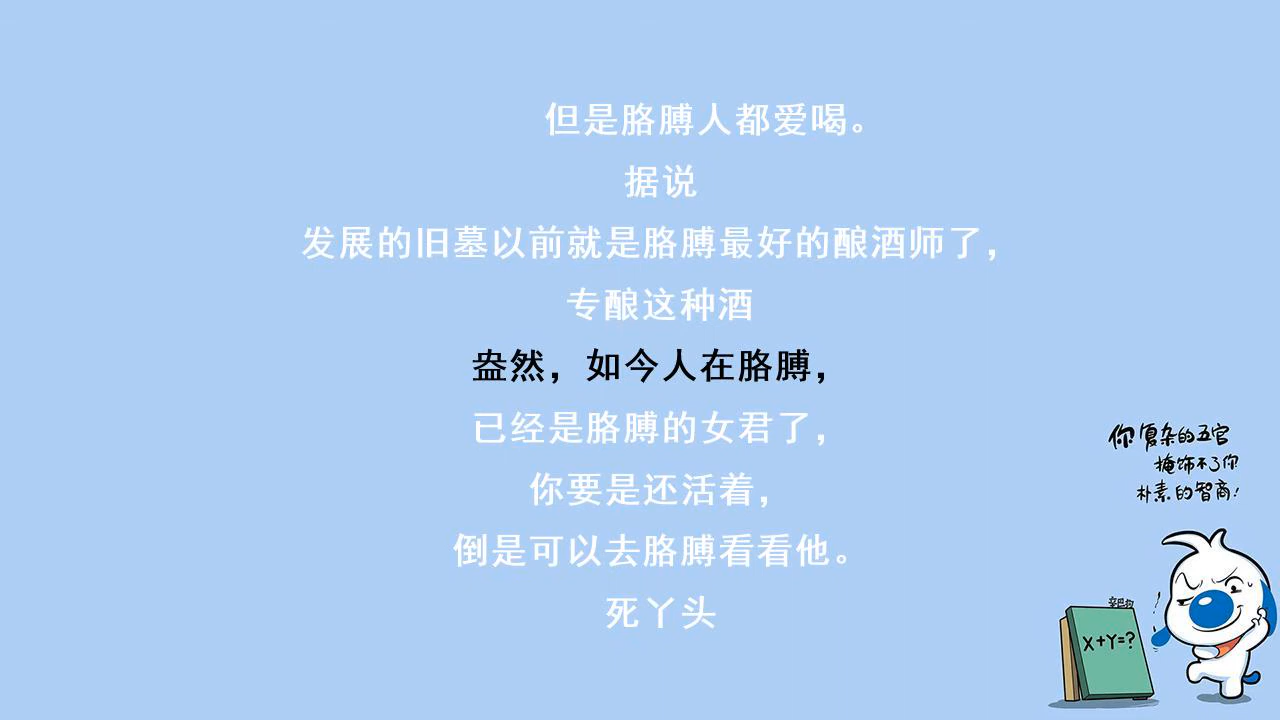 但是胳膊人都爱喝。
据说
发展的旧墓以前就是胳膊最好的酿酒师了，
专酿这种酒
盎然，如今人在胳膊，
已经是胳膊的女君了，
你要是还活着，
倒是可以去胳膊看看他。
死丫头
你复杂的五官
掩饰不了你
朴素的智商！
X+Y=?